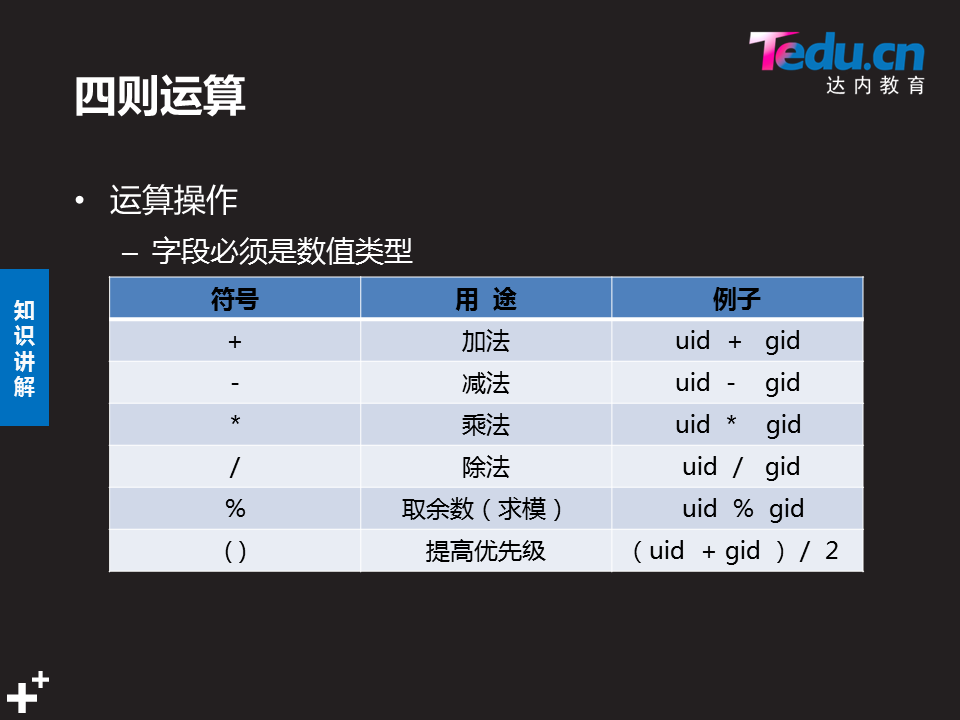 Tedu.cn
达内教育
四则运算
• 运算操作
– 字段必须是数值类型
知识讲解
符号 用 途 例子
+ 加法 uid + gid
- 减法 uid - gid
* 乘法 uid * gid
/ 除法 uid / gid
% 取余数（求模） uid % gid
( ) 提高优先级 （uid + gid ） / 2